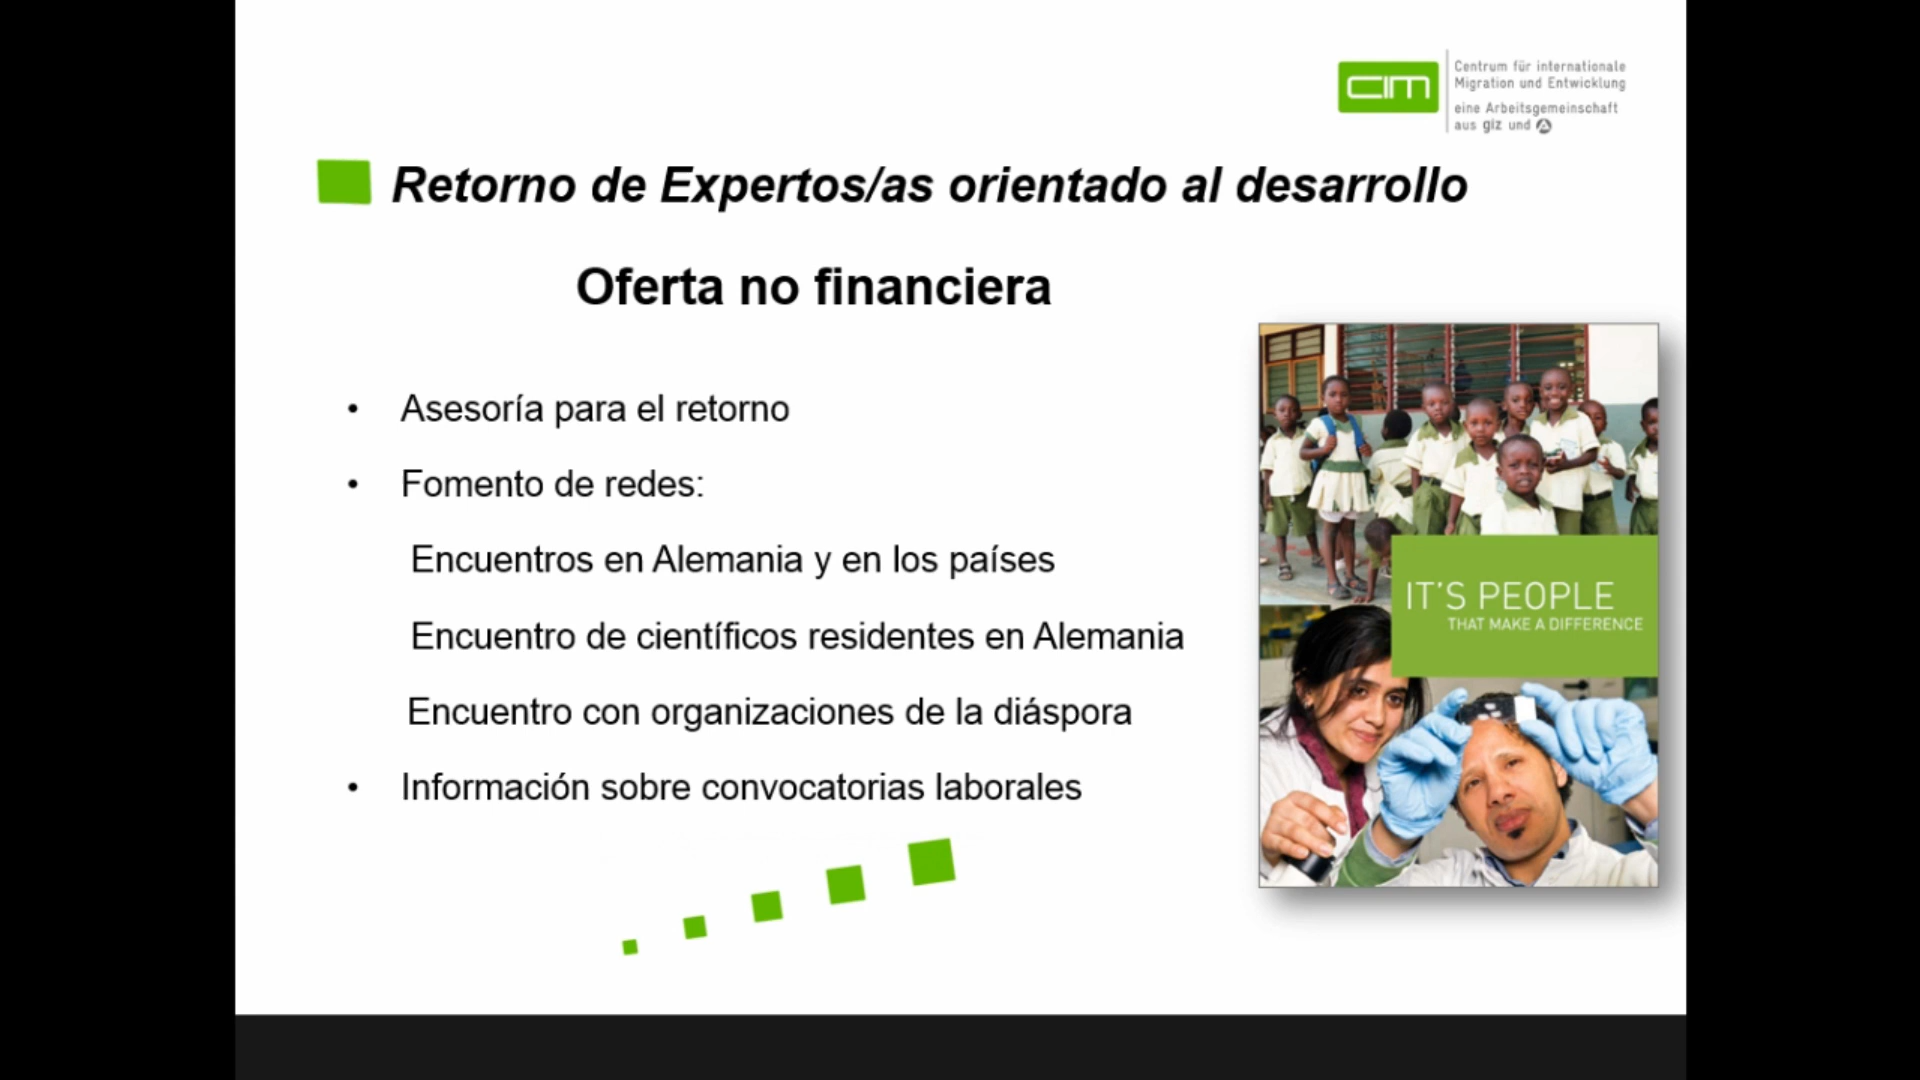 CIM
Centrum für internationale
Migration und Entwicklung
eine Arbeitsgemeinschaft
aus giz und
Retorno de Expertos/as orientado al desarrollo
Oferta no financiera
• Asesoría para el retorno
• Fomento de redes:
Encuentros en Alemania y en los países
Encuentro de científicos residentes en Alemania
Encuentro con organizaciones de la diáspora
• Información sobre convocatorias laborales
IT'S PEOPLE
THAT MAKE A DIFFERENCE